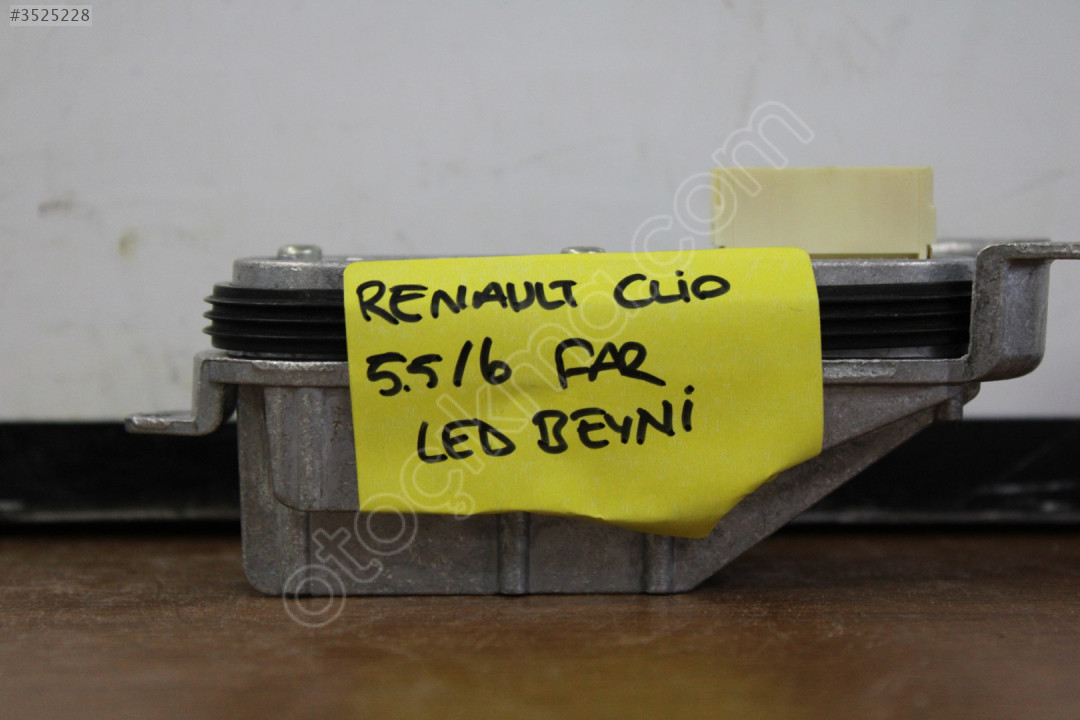 #3525228
otoçıkma.com
RENAULT CLiO
5.5/6 FAR
LED BEYNi